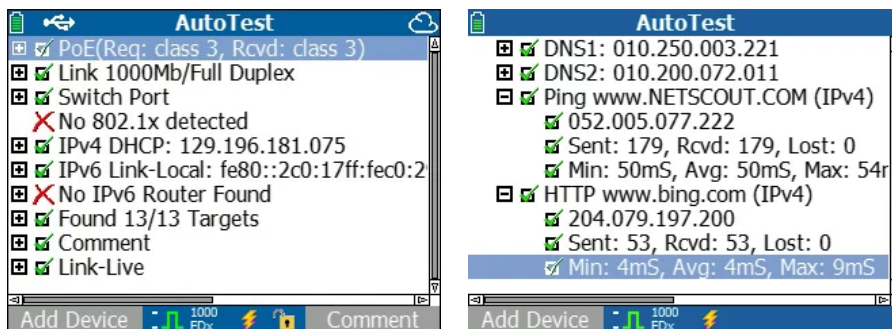 AutoTest
PoE(Req: class 3, Rcvd: class 3)
Link 1000Mb/Full Duplex
Switch Port
No 802.1x detected
IPv4 DHCP: 129.196.181.075
IPv6 Link-Local: fe80::2c0:17ff:fec0:2
No IPv6 Router Found
Found 13/13 Targets
Comment
Link-Live
Add Device
1000
FDx
Comment
AutoTest
DNS1: 010.250.003.221
DNS2: 010.200.072.011
Ping www.NETSCOUT.COM (IPv4)
052.005.077.222
Sent: 179, Rcvd: 179, Lost: 0
Min: 50mS, Avg: 50mS, Max: 54
HTTP www.bing.com (IPv4)
204.079.197.200
Sent: 53, Rcvd: 53, Lost: 0
Min: 4mS, Avg: 4mS, Max: 9mS
Add Device
1000
FDx